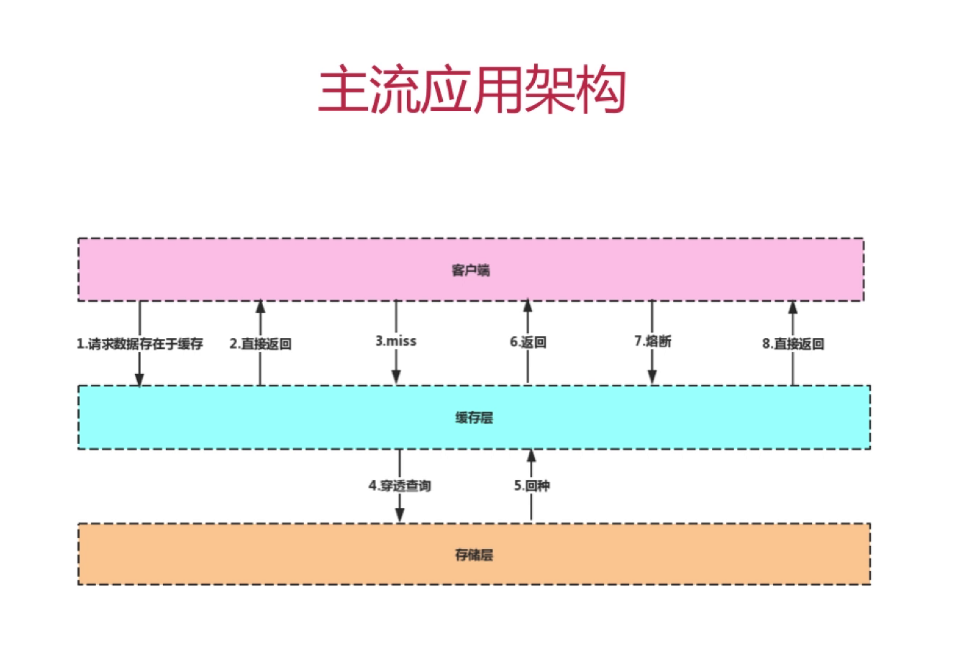 主流应用架构
客户端
1.请求数据存在于缓存
2.直接返回
3.miss
6.返回
7.熔断
8.直接返回
缓存层
4.穿透查询
5.回种
存储层